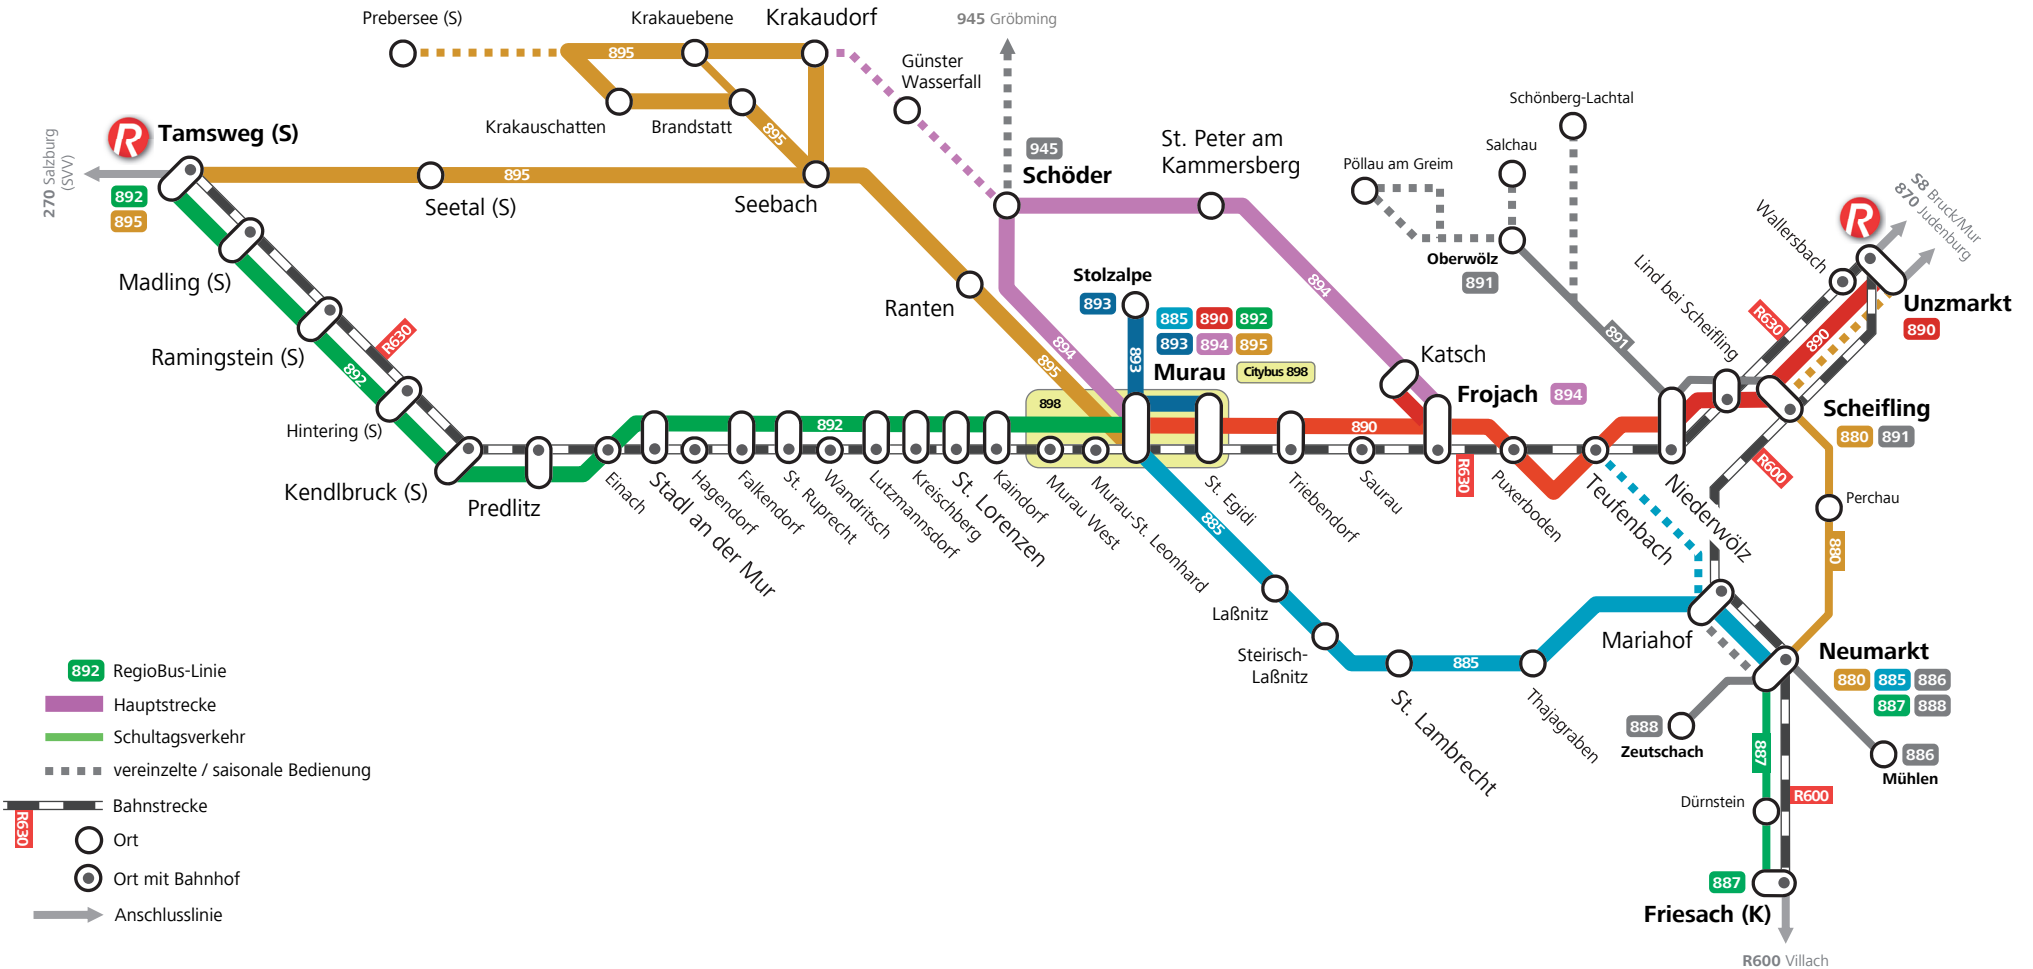 Prebersee (S)
Krakauebene
Krakaudorf
945 Gröbming
895
Günster
Wasserfall
Schönberg-Lachtal
Krakauschatten
Brandstatt
895
R
Tamsweg (S)
270 Salzburg
(SVV)
892
895
895
Seetal (S)
Seebach
945
Schöder
St. Peter am
Kammersberg
Salchau
Pöllau am Greim
Oberwölz
891
S8 Bruck/Mur
870 Judenburg
R
Wallersbach
Unzmarkt
890
Madling (S)
Ranten
Stolzalpe
893
885 890 892
893 894 895
Murau
Citybus 898
894
894
895
893
891
Lind bei Scheifling
R630
890
Ramingstein (S)
R630
892
Katsch
Frojach
894
Scheifling
880 891
Hintering (S)
898
892
890
R630
R600
Kendlbruck (S)
Predlitz
Einach
Stadl an der Mur
Hagendorf
Falkendorf
St. Ruprecht
Wandritsch
Lutzmannsdorf
Kreischberg
St. Lorenzen
Kaindorf
Murau West
Murau-St. Leonhard
St. Egidi
Triebendorf
Saurau
Puxerboden
Teufenbach
Niederwölz
Perchau
880
885
Laßnitz
Steirisch-
Laßnitz
885
St. Lambrecht
Thajagraben
Mariahof
Neumarkt
880 885 886
887 888
888
Zeutschach
886
Mühlen
887
R600
Dürnstein
887
Friesach (K)
R600 Villach
892 RegioBus-Linie
Hauptstrecke
Schultagsverkehr
vereinzelte / saisonale Bedienung
Bahnstrecke
R630
Ort
Ort mit Bahnhof
Anschlusslinie